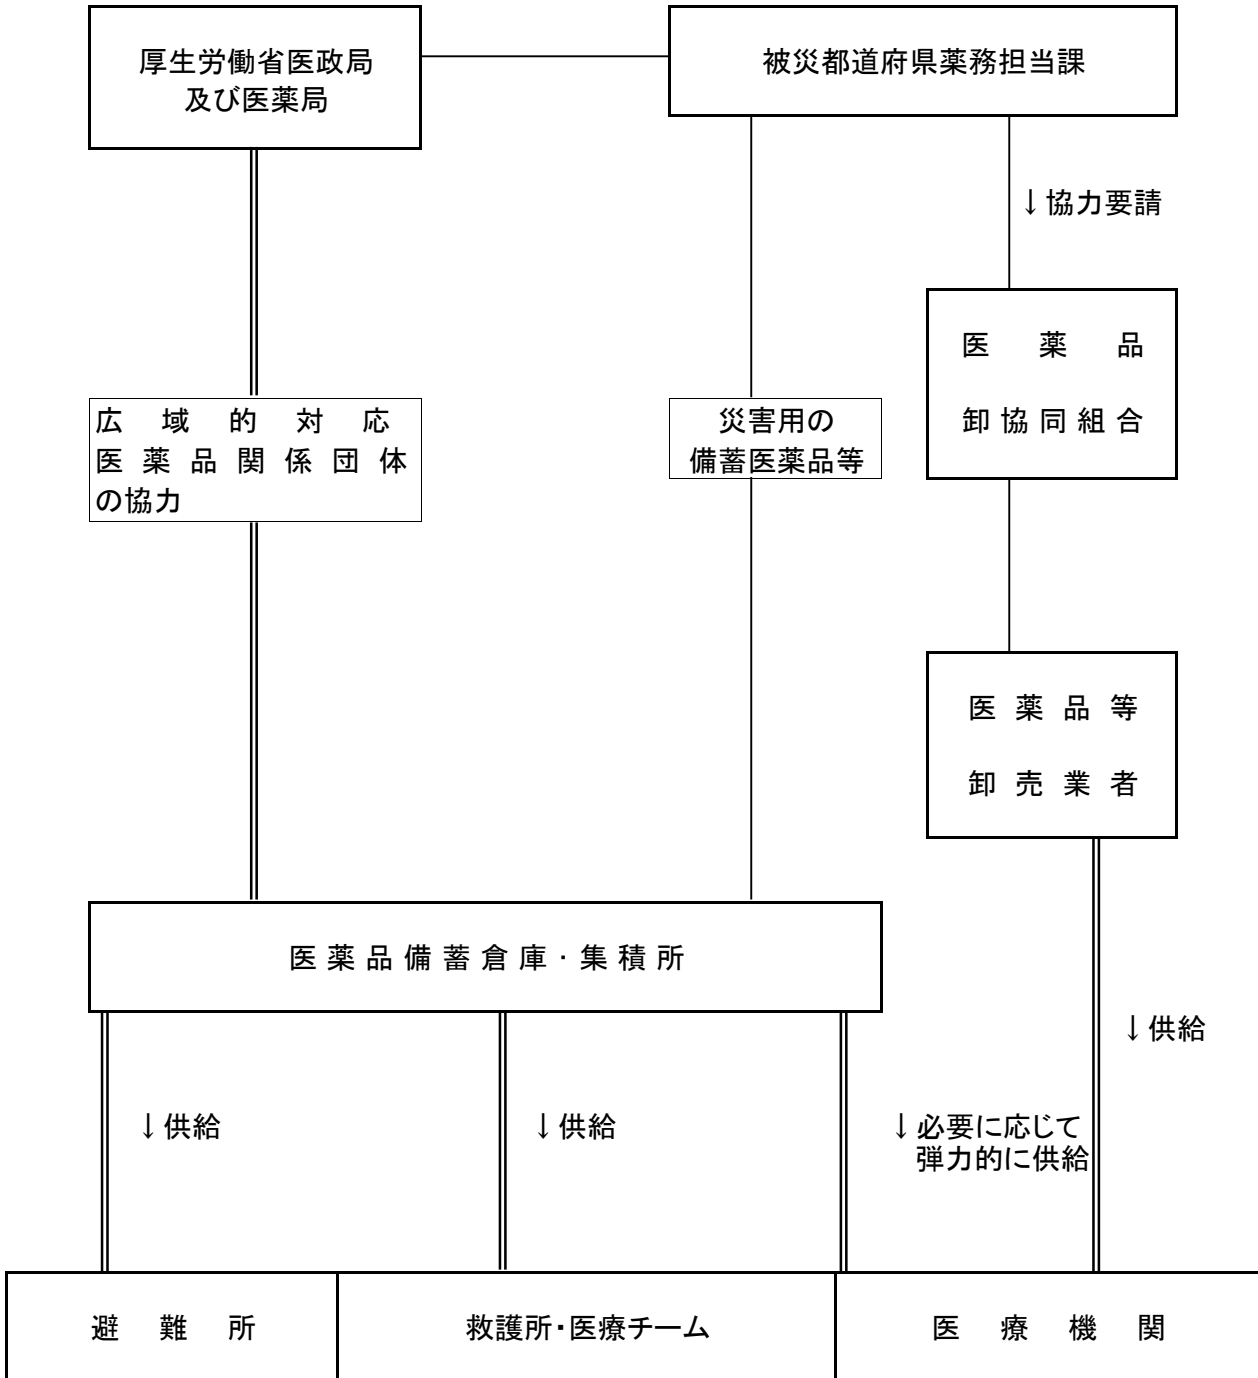 厚生労働省医政局
及び医薬局
被災都道府県薬務担当課
↓協力要請
医薬品
卸協同組合
広域的対応
医薬品関係団体
の協力
災害用の
備蓄医薬品等
医薬品等
卸売業者
医薬品備蓄倉庫・集積所
↓供給
↓供給
↓供給
↓必要に応じて
弾力的に供給
避難所
救護所・医療チーム
医療機関